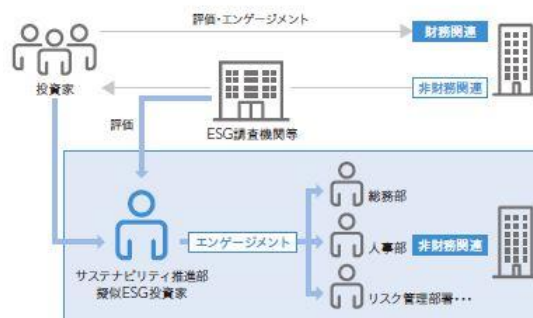 評価・エンゲージメント
財務関連
投資家
非財務関連
ESG調査機関等
評価
総務部
エンゲージメント
人事部
非財務関連
サステナビリティ推進部
擬似ESG投資家
リスク管理部署・・・